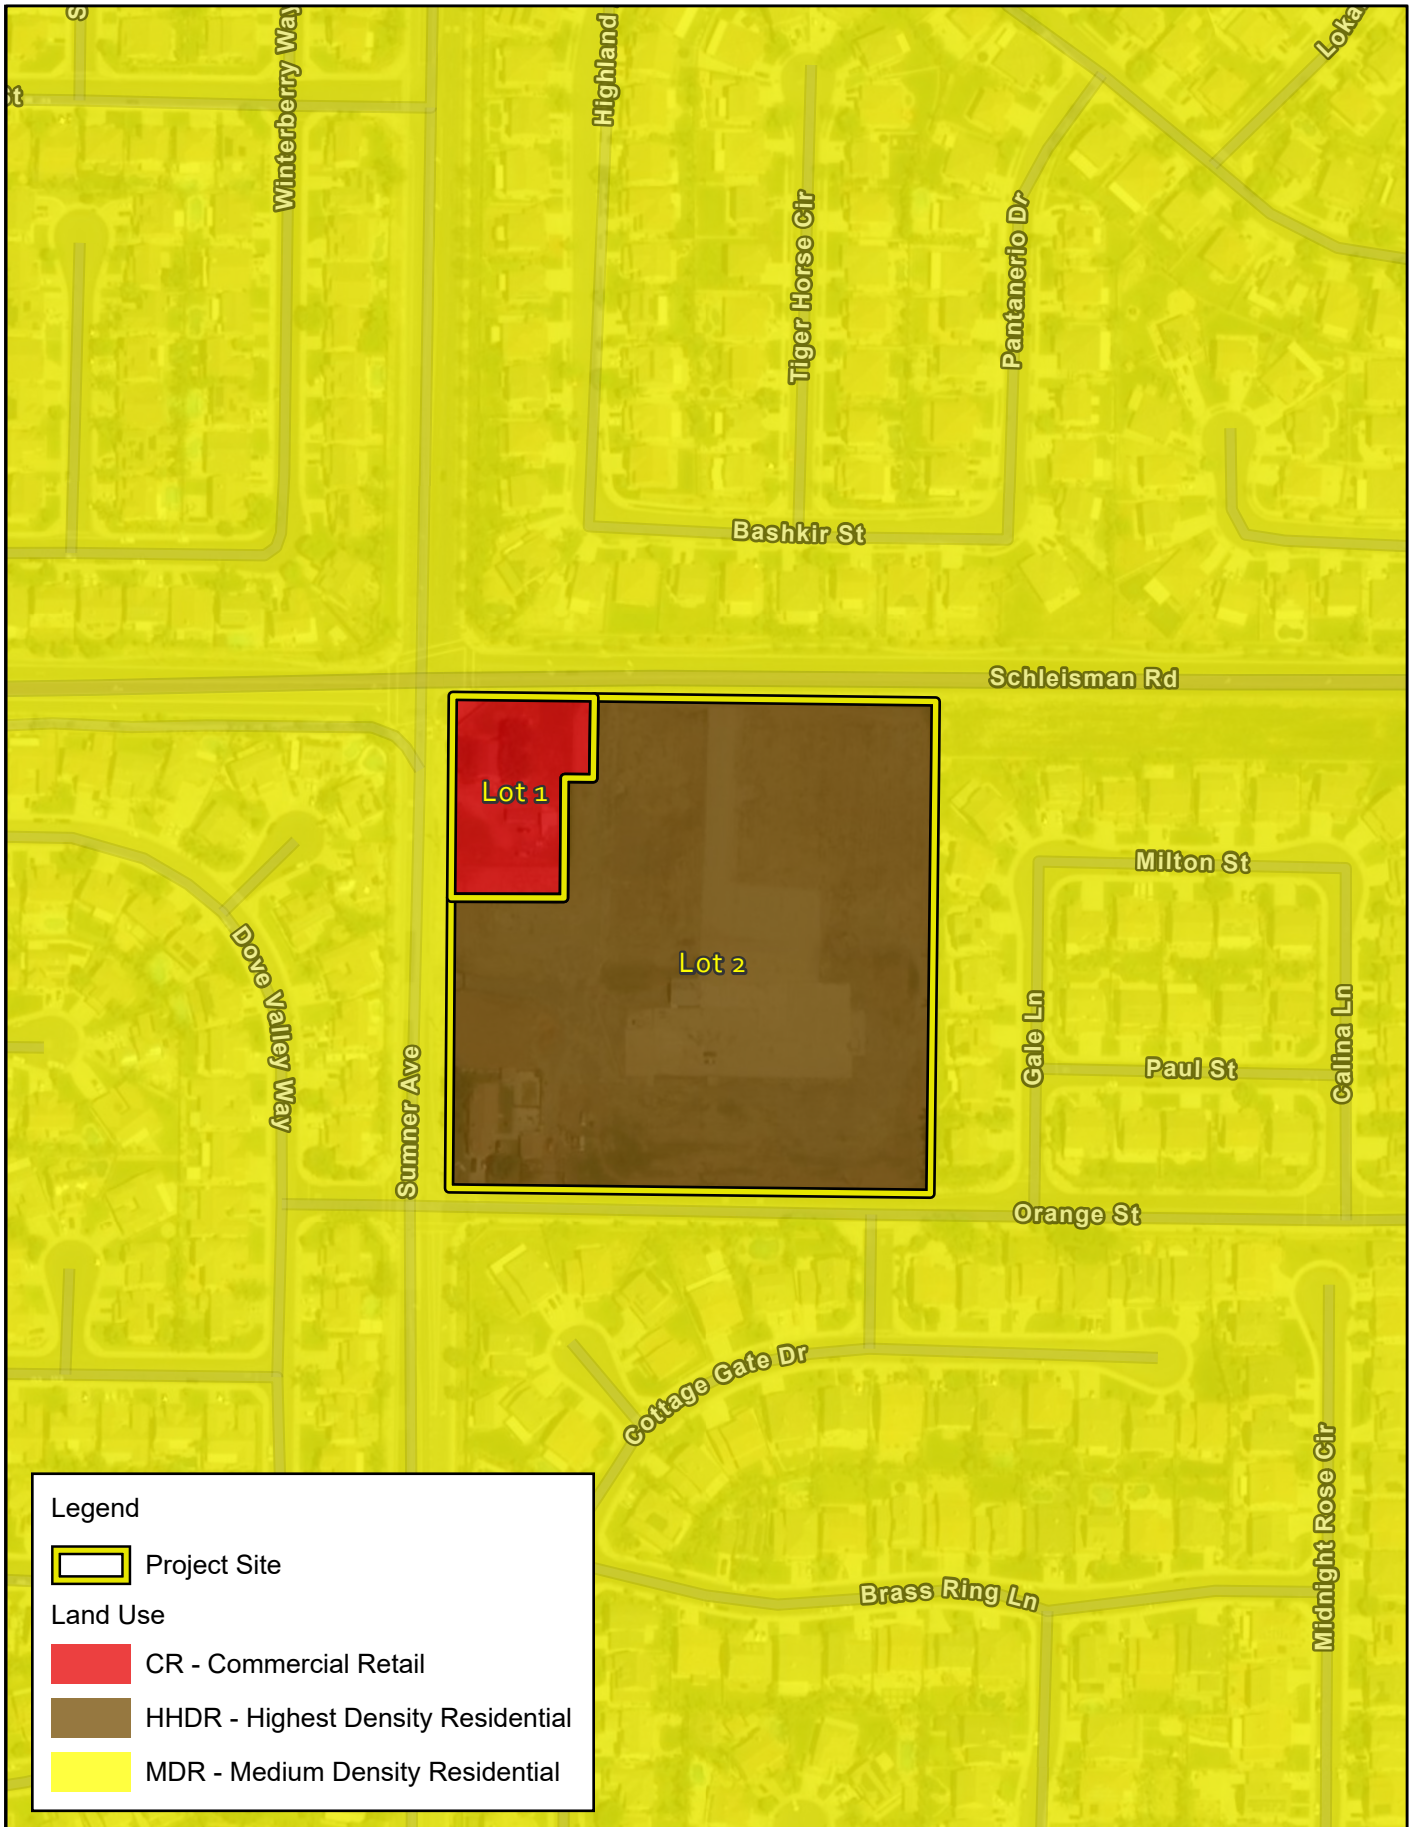 S
Winterberry Way
Highland
Loka
St
Tiger Horse Cir
Pantanerio Dr
Bashkir St
Schleisman Rd
Lot 1
Milton St
Dove Valley Way
Lot 2
Gale Ln
Calina Ln
Sumner Ave
Paul St
Orange St
Cottage Gate Dr
Midnight Rose Cir
Brass Ring Ln
Legend
Project Site
Land Use
CR - Commercial Retail
HHDR - Highest Density Residential
MDR - Medium Density Residential